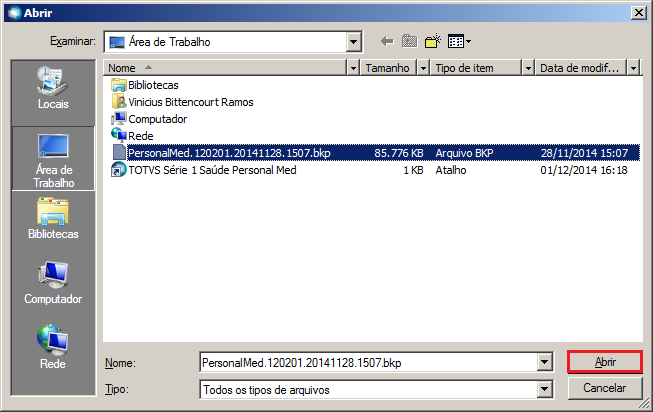 Abrir
Examinar: Área de Trabalho
Nome Tamanho Tipo de item Data de modif...
Locais
Área de Trabalho
Bibliotecas
Computador
Rede
Bibliotecas
Vinicius Bittencourt Ramos
Computador
Rede
PersonalMed.120201.20141128.1507.bkp 85.776 KB Arquivo BKP 28/11/2014 15:07
TOTVS Série 1 Saúde Personal Med 1 KB Atalho 01/12/2014 16:18
Nome: PersonalMed.120201.20141128.1507.bkp Abrir
Tipo: Todos os tipos de arquivos Cancelar